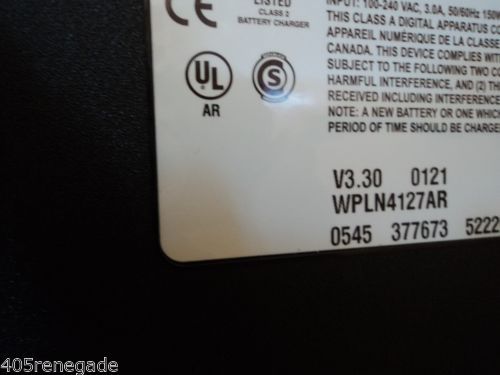 CE
LISTED
CLASS 2
BATTERY CHARGER
INPUT: 100-240 VAC, 3.0A, 50/60Hz
THIS CLASS A DIGITAL APPARATUS
APPAREIL NUMÉRIQUE DE LA CLASSE
CANADA. THIS DEVICE COMPLIES WITH
SUBJECT TO THE FOLLOWING TWO
HARMFUL INTERFERENCE, AND (2)
RECEIVED INCLUDING INTERFERENCE
NOTE: A NEW BATTERY OR ONE WHICH
PERIOD OF TIME SHOULD BE CHARGED
UL
AR
S
V3.30 0121
WPLN4127AR
0545 377673 5222
405renegade